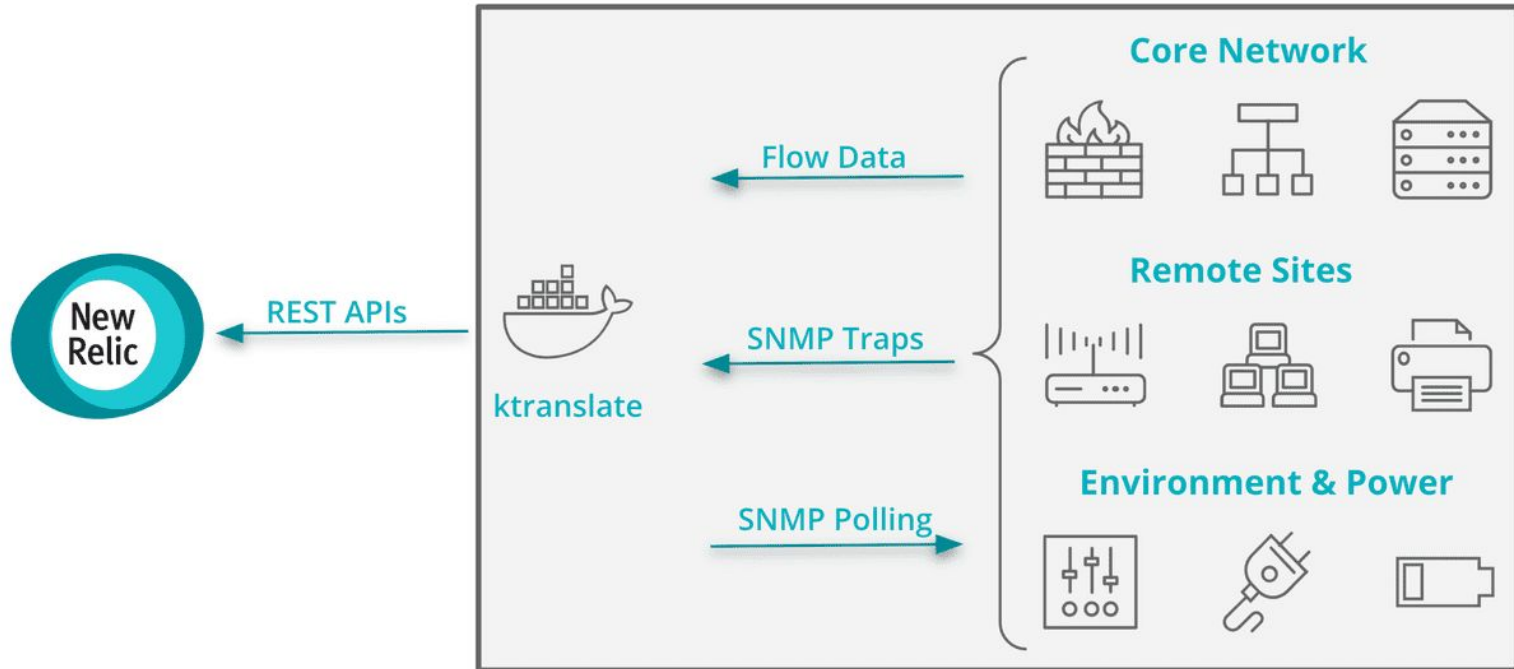 Core Network
Flow Data
Remote Sites
New
Relic
REST APIs
SNMP Traps
ktranslate
Environment & Power
SNMP Polling